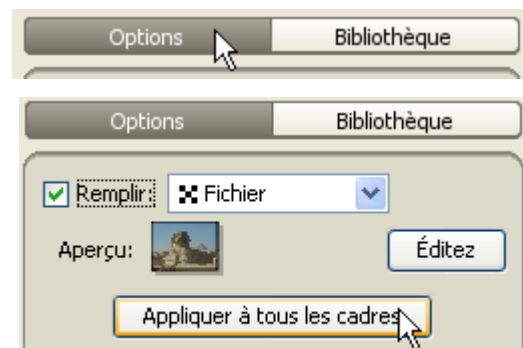 Options Bibliothèque
Options Bibliothèque
Remplir: Fichier
Aperçu: Éditez
Appliquer à tous les cadres